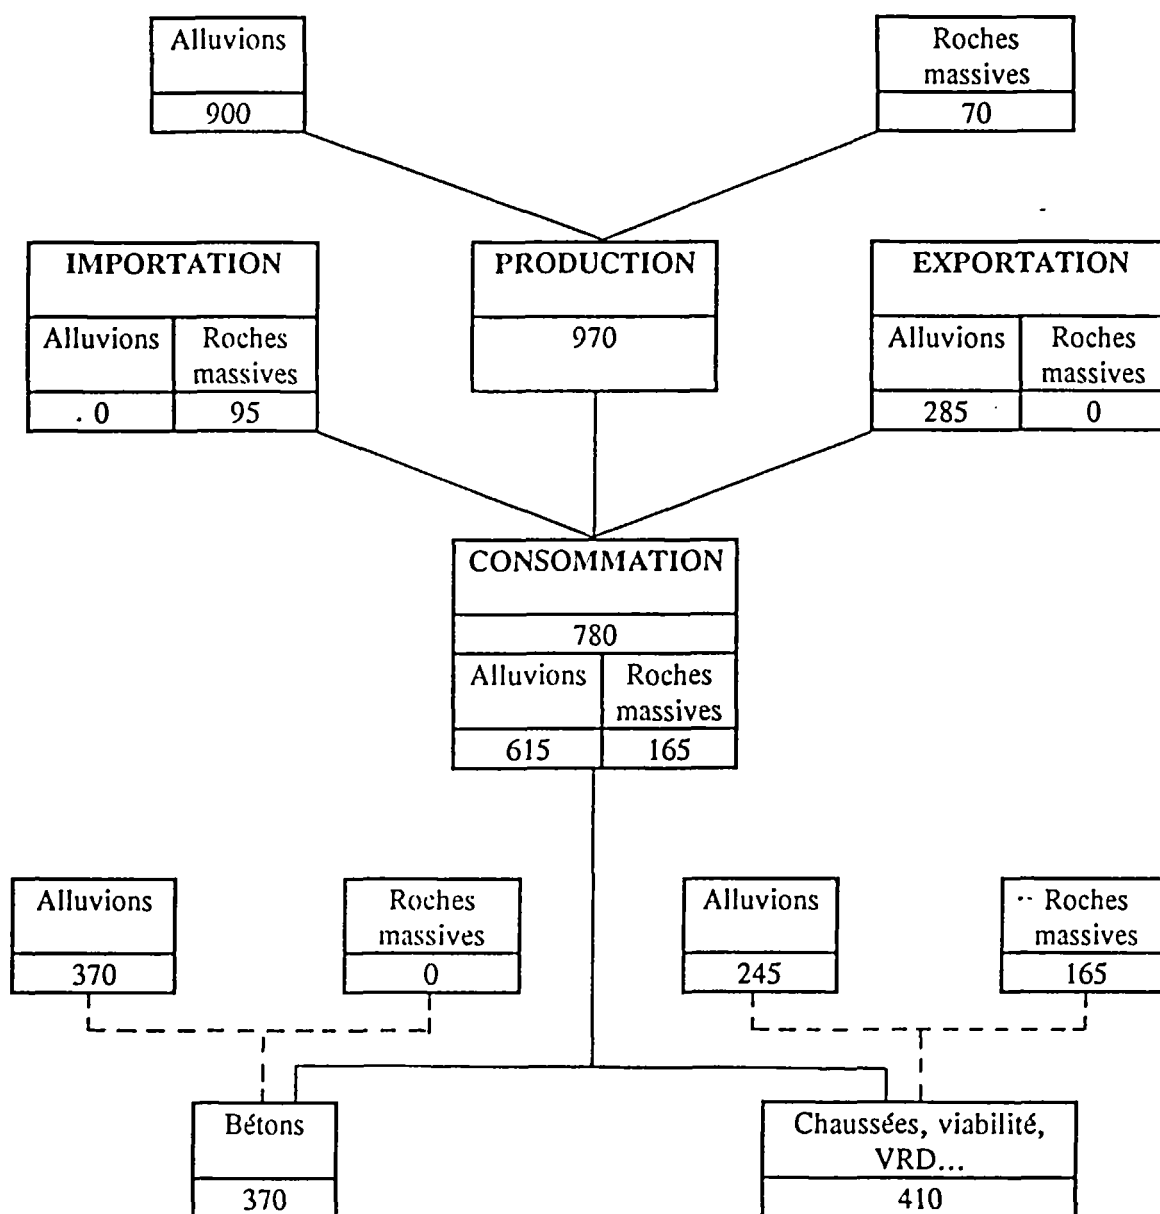 Alluvions
900
Roches
massives
70
IMPORTATION
Alluvions
Roches
massives
. 0
95
PRODUCTION
970
EXPORTATION
Alluvions
Roches
massives
285
0
CONSOMMATION
780
Alluvions
Roches
massives
615
165
Alluvions
370
Roches
massives
0
Alluvions
245
Roches
massives
165
Bétons
370
Chaussées, viabilité,
VRD...
410